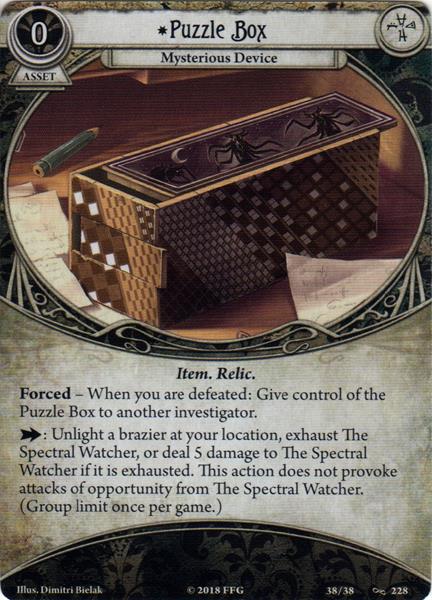 0
ASSET
*Puzzle Box
Mysterious Device
Item. Relic.
Forced – When you are defeated: Give control of the
Puzzle Box to another investigator.
: Unlight a brazier at your location, exhaust The
Spectral Watcher, or deal 5 damage to The Spectral
Watcher if it is exhausted. This action does not provoke
attacks of opportunity from The Spectral Watcher.
(Group limit once per game.)
Illus. Dimitri Bielak © 2018 FFG 38/38 228